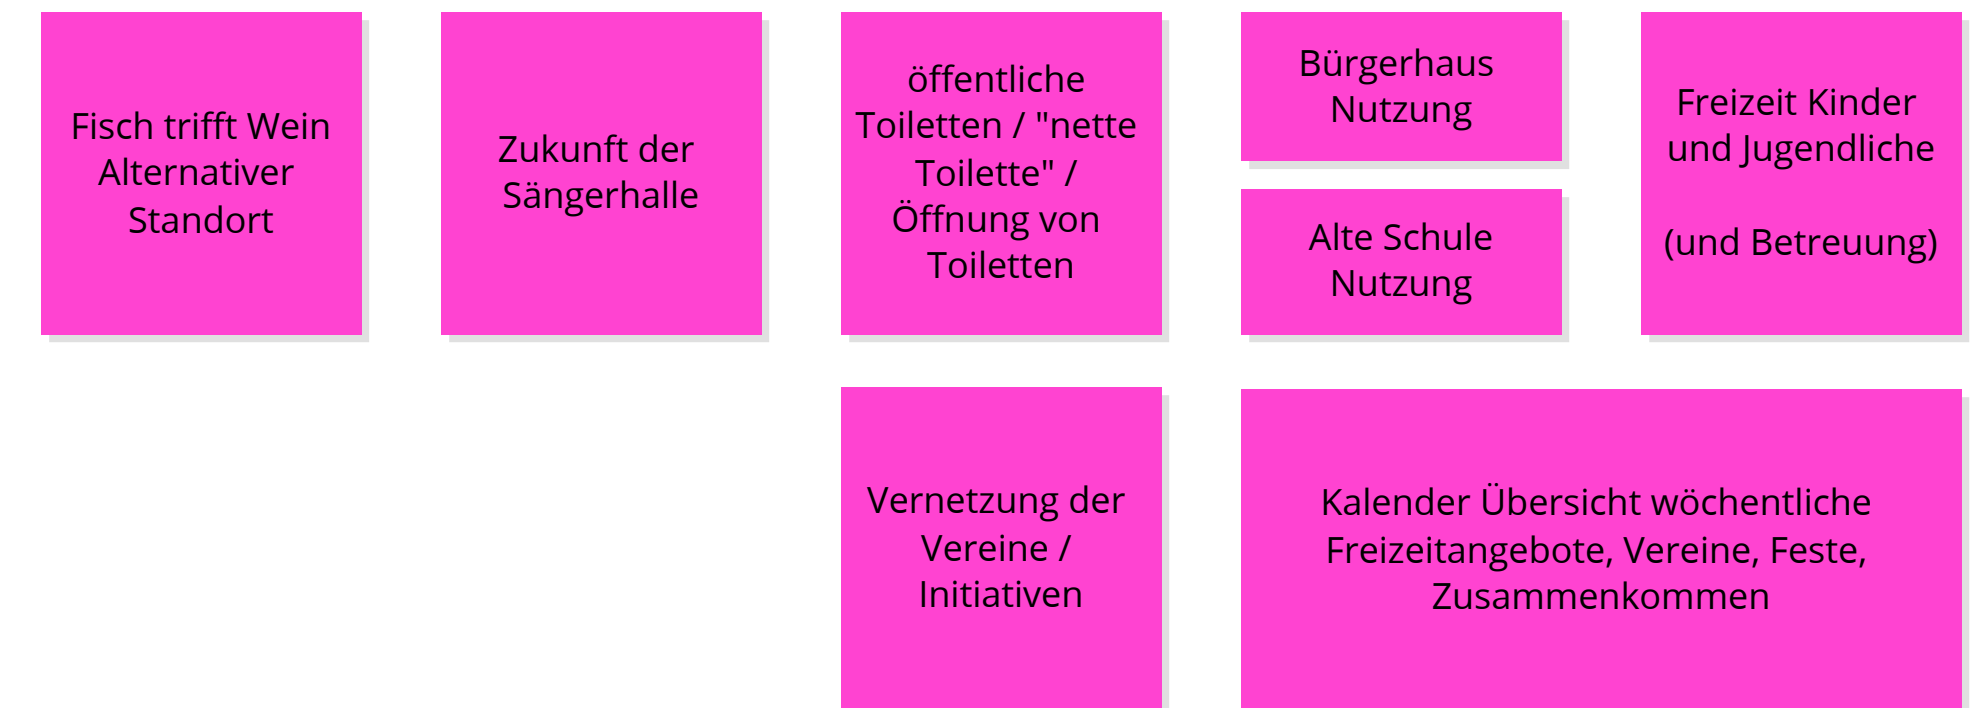 Fisch trifft Wein
Alternativer
Standort
Zukunft der
Sängerhalle
öffentliche
Toiletten / "nette
Toilette" /
Öffnung von
Toiletten
Bürgerhaus
Nutzung
Alte Schule
Nutzung
Freizeit Kinder
und Jugendliche
(und Betreuung)
Vernetzung der
Vereine /
Initiativen
Kalender Übersicht wöchentliche
Freizeitangebote, Vereine, Feste,
Zusammenkommen